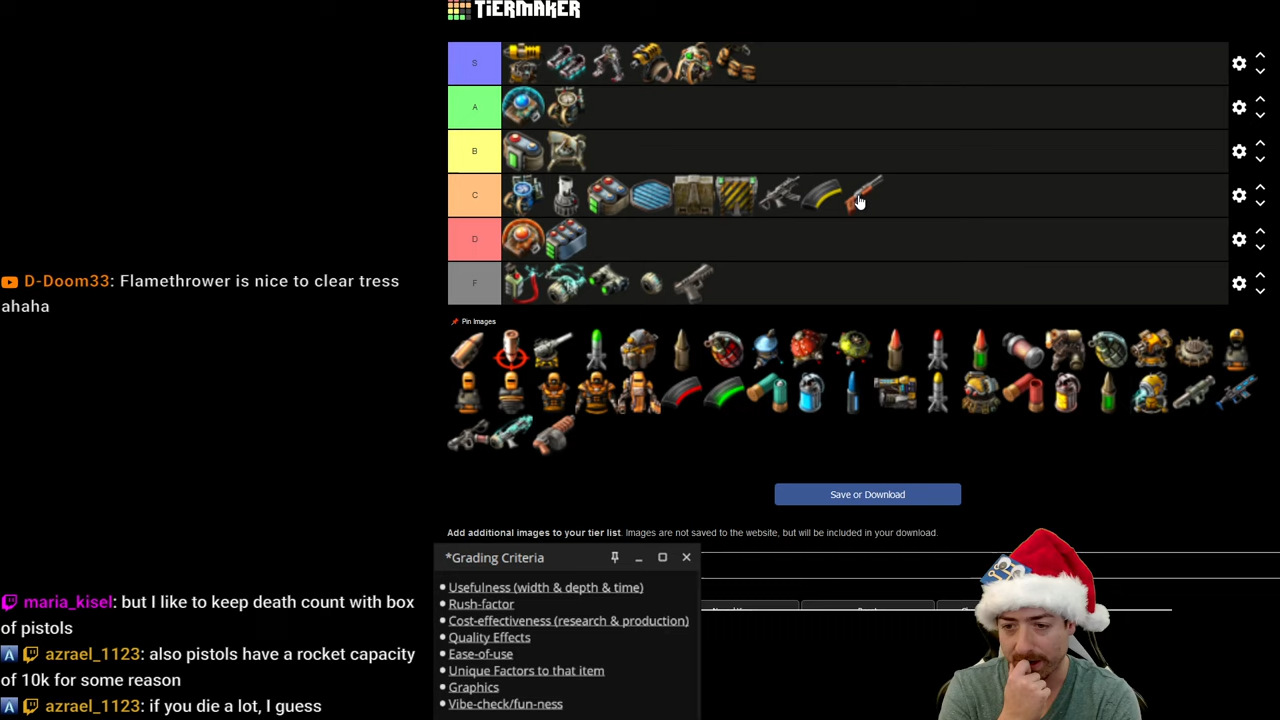 TiERMAKER
S
A
B
C
D
F
📌 Pin Images
D-Doom33: Flamethrower is nice to clear tress
ahaha
Save or Download
Add additional images to your tier list. Images are not saved to the website, but will be included in your download.
*Grading Criteria
• Usefulness (width & depth & time)
• Rush-factor
• Cost-effectiveness (research & production)
• Quality Effects
• Ease-of-use
• Unique Factors to that item
• Graphics
• Vibe-check/fun-ness
maria_kisel: but I like to keep death count with box
of pistols
azrael_1123: also pistols have a rocket capacity
of 10k for some reason
azrael_1123: if you die a lot, I guess